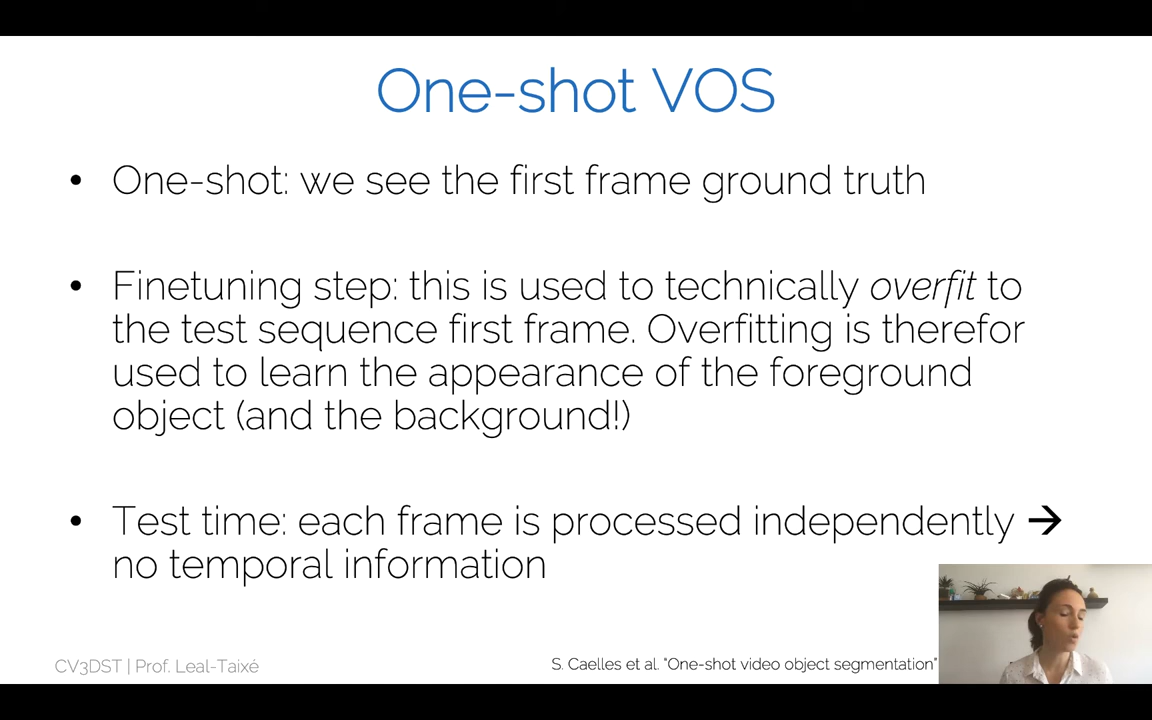 One-shot VOS
• One-shot: we see the first frame ground truth
• Finetuning step: this is used to technically overfit to
the test sequence first frame. Overfitting is therefor
used to learn the appearance of the foreground
object (and the background!)
• Test time: each frame is processed independently →
no temporal information
CV3DST | Prof. Leal-Taixé
S. Caelles et al. "One-shot video object segmentation"